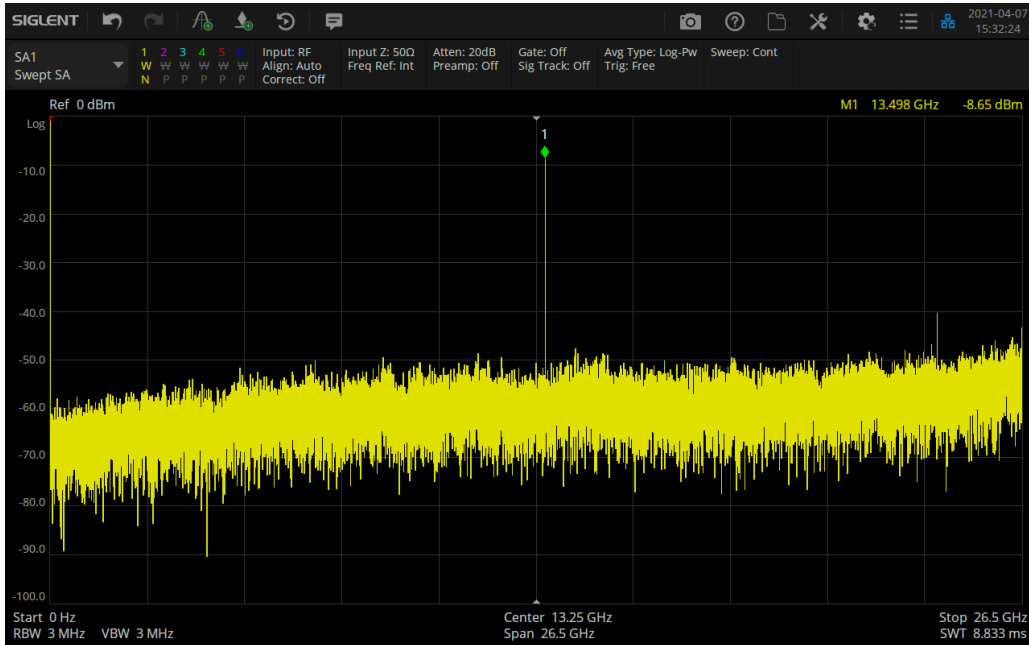 SIGLENT
2021-04-07
15:32:24
SA1
Swept SA
1 2 3 4 5 6
W W W W W W
N P P P P P
Input: RF
Align: Auto
Correct: Off
Input Z: 50Ω
Freq Ref: Int
Atten: 20dB
Preamp: Off
Gate: Off
Sig Track: Off
Avg Type: Log-Pw
Trig: Free
Sweep: Cont
Ref 0 dBm
M1 13.498 GHz -8.65 dBm
Log
1
-10.0
-20.0
-30.0
-40.0
-50.0
-60.0
-70.0
-80.0
-90.0
-100.0
Start 0 Hz
RBW 3 MHz VBW 3 MHz
Center 13.25 GHz
Span 26.5 GHz
Stop 26.5 GHz
SWT 8.833 ms